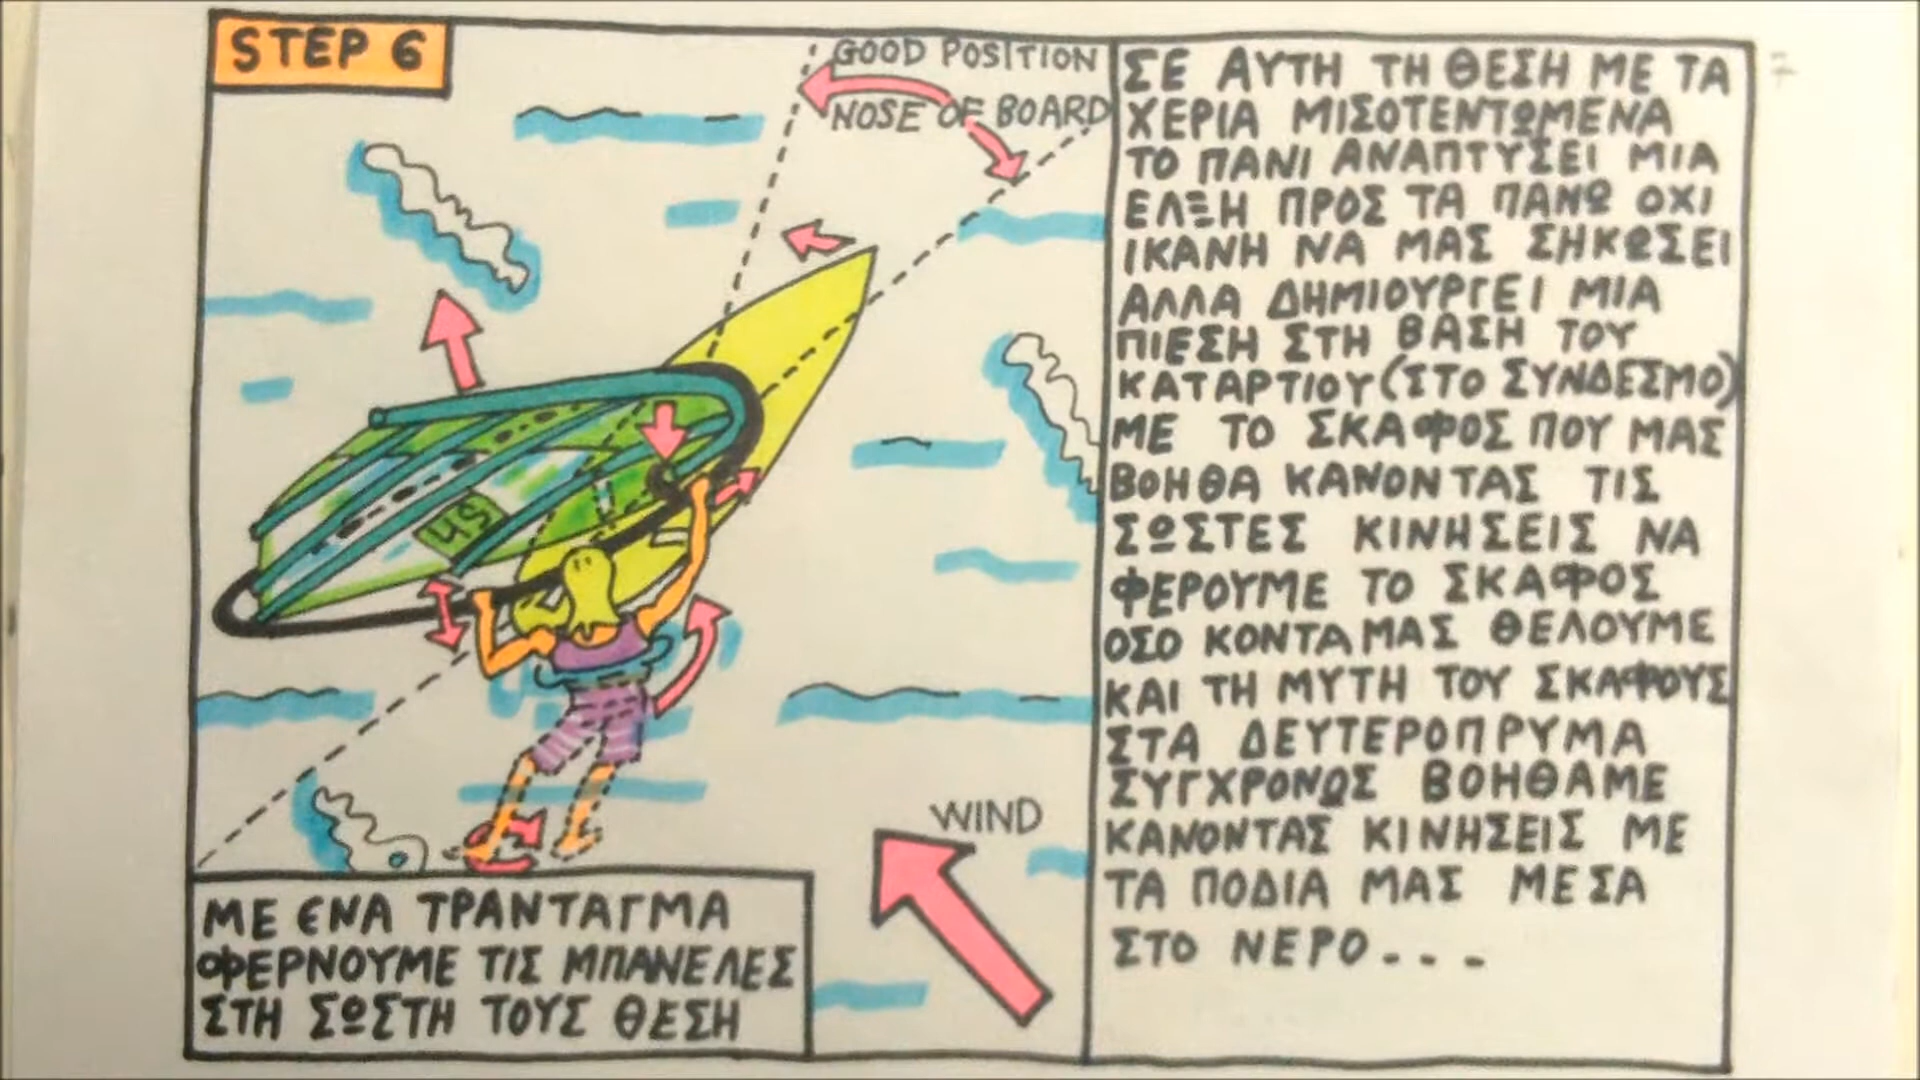 STEP 6
GOOD POSITION
NOSE OF BOARD
WIND
ΜΕ ΕΝΑ ΤΡΑΝΤΑΓΜΑ
ΦΕΡΝΟΥΜΕ ΤΙΣ ΜΠΑΝΕΛΕΣ
ΣΤΗ ΣΩΣΤΗ ΤΟΥΣ ΘΕΣΗ
ΣΕ ΑΥΤΗ ΤΗ ΘΕΣΗ ΜΕ ΤΑ
ΧΕΡΙΑ ΜΙΣΟΤΕΝΤΩΜΕΝΑ
ΤΟ ΠΑΝΙ ΑΝΑΠΤΥΣΕΙ ΜΙΑ
ΕΛΞΗ ΠΡΟΣ ΤΑ ΠΑΝΩ ΟΧΙ
ΙΚΑΝΗ ΝΑ ΜΑΣ ΣΗΚΩΣΕΙ
ΑΛΛΑ ΔΗΜΙΟΥΡΓΕΙ ΜΙΑ
ΠΙΕΣΗ ΣΤΗ ΒΑΣΗ ΤΟΥ
ΚΑΤΑΡΤΙΟΥ (ΣΤΟ ΣΥΝΔΕΣΜΟ)
ΜΕ ΤΟ ΣΚΑΦΟΣ ΠΟΥ ΜΑΣ
ΒΟΗΘΑ ΚΑΝΟΝΤΑΣ ΤΙΣ
ΣΩΣΤΕΣ ΚΙΝΗΣΕΙΣ ΝΑ
ΦΕΡΟΥΜΕ ΤΟ ΣΚΑΦΟΣ
ΟΣΟ ΚΟΝΤΑ ΜΑΣ ΘΕΛΟΥΜΕ
ΚΑΙ ΤΗ ΜΥΤΗ ΤΟΥ ΣΚΑΦΟΥΣ
ΣΤΑ ΔΕΥΤΕΡΟΠΡΥΜΑ
ΣΥΓΧΡΟΝΩΣ ΒΟΗΘΑΜΕ
ΚΑΝΟΝΤΑΣ ΚΙΝΗΣΕΙΣ ΜΕ
ΤΑ ΠΟΔΙΑ ΜΑΣ ΜΕΣΑ
ΣΤΟ ΝΕΡΟ...
7